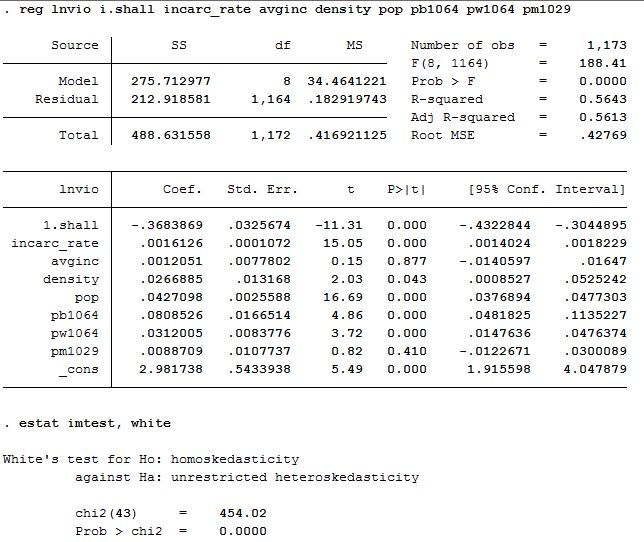 . reg lnvio i.shall incarc_rate avginc density pop pb1064 pw1064 pm1029
Source SS df MS Number of obs = 1,173
F(8, 1164) = 188.41
Model 275.712977 8 34.4641221 Prob > F = 0.0000
Residual 212.918581 1,164 .182919743 R-squared = 0.5643
Adj R-squared = 0.5613
Total 488.631558 1,172 .416921125 Root MSE = .42769
lnvio Coef. Std. Err. t P>|t| [95% Conf. Interval]
1.shall -.3683869 .0325674 -11.31 0.000 -.4322844 -.3044895
incarc_rate .0016126 .0001072 15.05 0.000 .0014024 .0018229
avginc .0012051 .0077802 0.15 0.877 -.0140597 .01647
density .0266885 .013168 2.03 0.043 .0008527 .0525242
pop .0427098 .0025588 16.69 0.000 .0376894 .0477303
pb1064 .0808526 .0166514 4.86 0.000 .0481825 .1135227
pw1064 .0312005 .0083776 3.72 0.000 .0147636 .0476374
pm1029 .0088709 .0107737 0.82 0.410 -.0122671 .0300089
_cons 2.981738 .5433938 5.49 0.000 1.915598 4.047879
. estat imtest, white
White's test for Ho: homoskedasticity
against Ha: unrestricted heteroskedasticity
chi2(43) = 454.02
Prob > chi2 = 0.0000